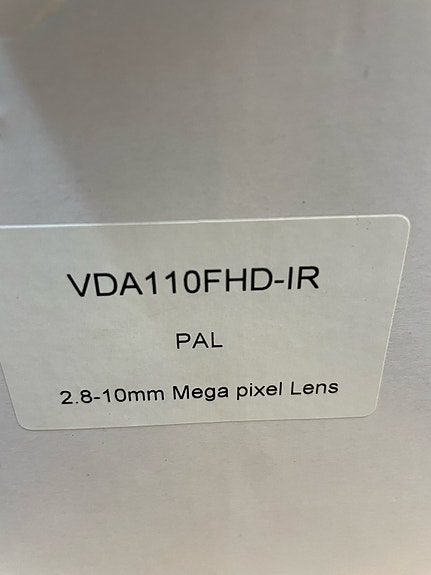 VDA110FHD-IR
PAL
2.8-10mm Mega pixel Lens